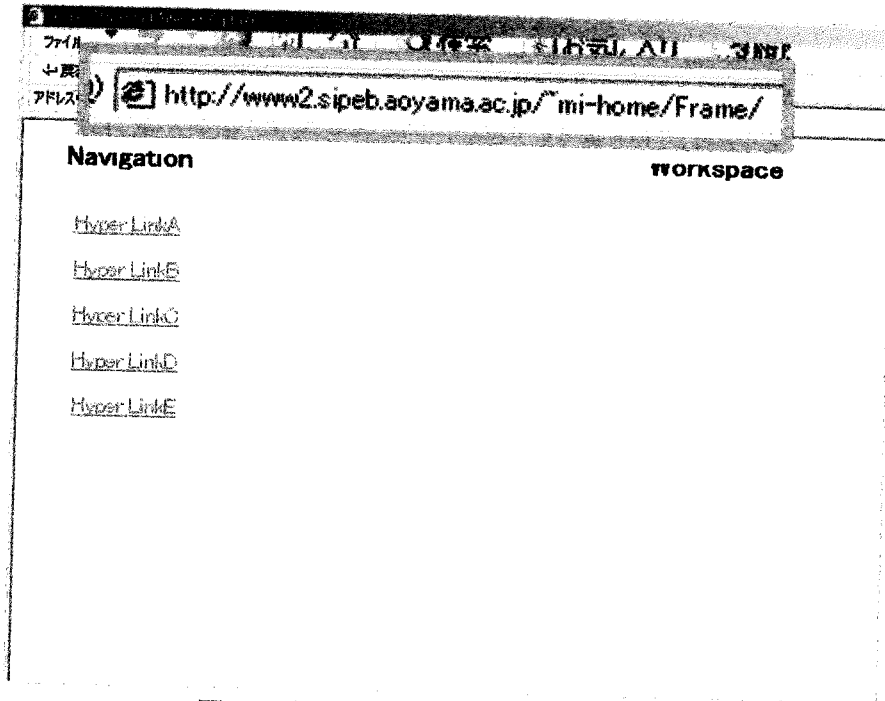 ファイル
アドレス
http://www2.sipeb.aoyama.ac.jp/~mi-home/Frame/
Navigation
Workspace
Hyper LinkA
Hyper LinkB
Hyper LinkC
Hyper LinkD
Hyper LinkE